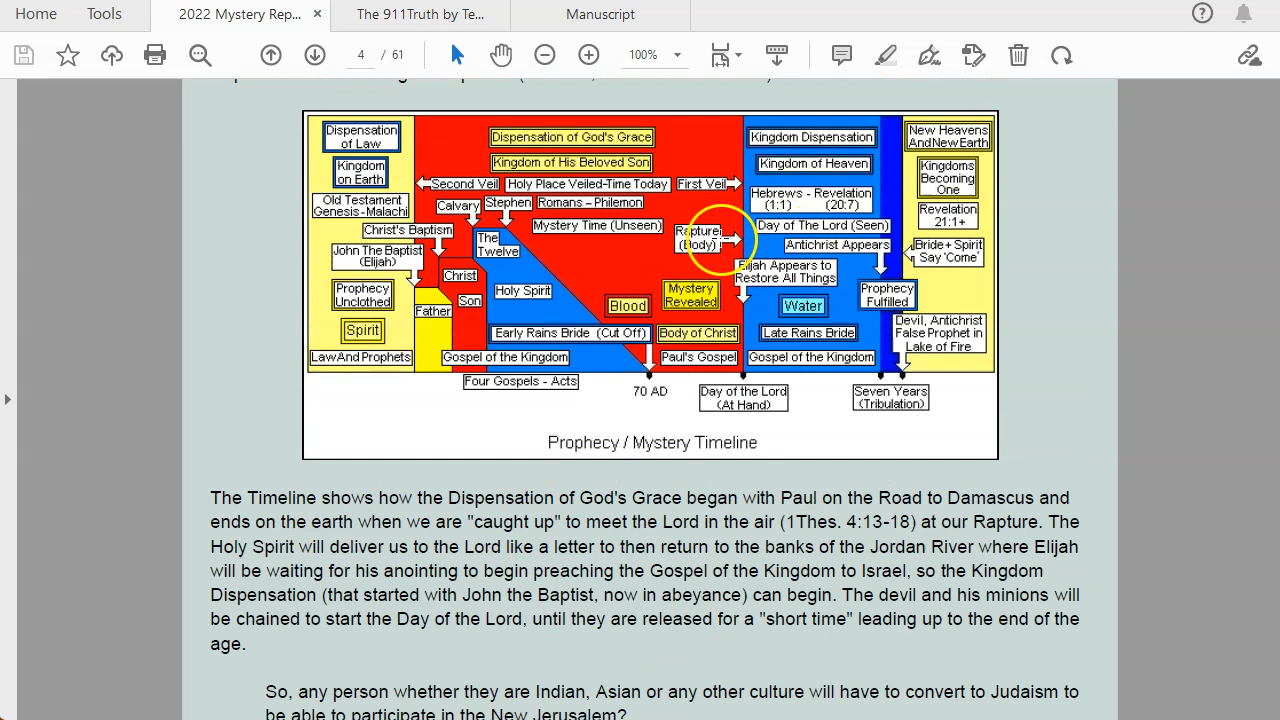 Home
Tools
2022 Mystery Rep...
×
The 911Truth by Te...
Manuscript
4 / 61
100%
Dispensation
of Law
Kingdom
on Earth
Old Testament
Genesis - Malachi
Christ's Baptism
John The Baptist
(Elijah)
Prophecy
Unclothed
Spirit
Law And Prophets
Dispensation of God's Grace
Kingdom of His Beloved Son
Second Veil
Holy Place Veiled-Time Today
First Veil
Calvary
Stephen
Romans – Philemon
Mystery Time (Unseen)
Rapture
(Body)
The
Twelve
Christ
Son
Father
Holy Spirit
Blood
Mystery
Revealed
Early Rains Bride (Cut Off)
Body of Christ
Gospel of the Kingdom
Paul's Gospel
Four Gospels - Acts
70 AD
Kingdom Dispensation
Kingdom of Heaven
Hebrews - Revelation
(1:1) (20:7)
Day of The Lord (Seen)
Antichrist Appears
Elijah Appears to
Restore All Things
Water
Prophecy
Fulfilled
Late Rains Bride
Gospel of the Kingdom
Day of the Lord
(At Hand)
Seven Years
(Tribulation)
New Heavens
And New Earth
Kingdoms
Becoming
One
Revelation
21:1+
Bride + Spirit
Say 'Come'
Devil, Antichrist
False Prophet in
Lake of Fire
Prophecy / Mystery Timeline
The Timeline shows how the Dispensation of God's Grace began with Paul on the Road to Damascus and
ends on the earth when we are "caught up" to meet the Lord in the air (1Thes. 4:13-18) at our Rapture. The
Holy Spirit will deliver us to the Lord like a letter to then return to the banks of the Jordan River where Elijah
will be waiting for his anointing to begin preaching the Gospel of the Kingdom to Israel, so the Kingdom
Dispensation (that started with John the Baptist, now in abeyance) can begin. The devil and his minions will
be chained to start the Day of the Lord, until they are released for a "short time" leading up to the end of the
age.
So, any person whether they are Indian, Asian or any other culture will have to convert to Judaism to
be able to participate in the New Jerusalem?